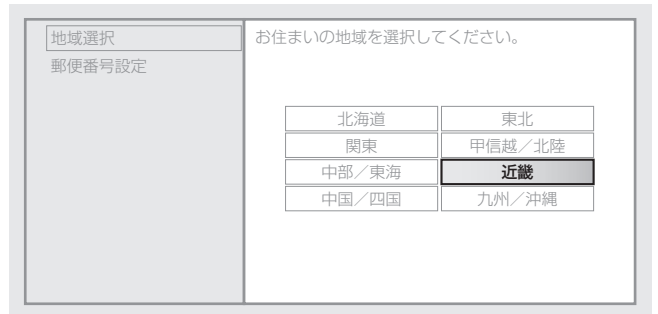 地域選択
郵便番号設定
お住まいの地域を選択してください。
北海道
東北
関東
甲信越／北陸
中部／東海
近畿
中国／四国
九州／沖縄